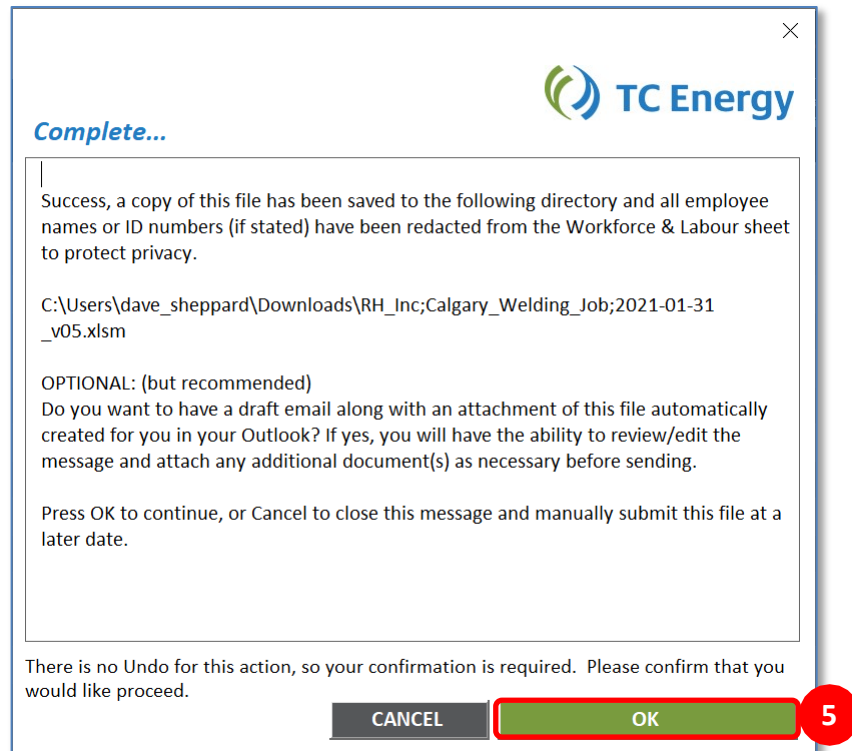 TC Energy
Complete...
Success, a copy of this file has been saved to the following directory and all employee
names or ID numbers (if stated) have been redacted from the Workforce & Labour sheet
to protect privacy.
C:\Users\dave_sheppard\Downloads\RH_Inc;Calgary_Welding_Job;2021-01-31
_v05.xlsm
OPTIONAL: (but recommended)
Do you want to have a draft email along with an attachment of this file automatically
created for you in your Outlook? If yes, you will have the ability to review/edit the
message and attach any additional document(s) as necessary before sending.
Press OK to continue, or Cancel to close this message and manually submit this file at a
later date.
There is no Undo for this action, so your confirmation is required.  Please confirm that you
would like proceed.
CANCEL
OK
5